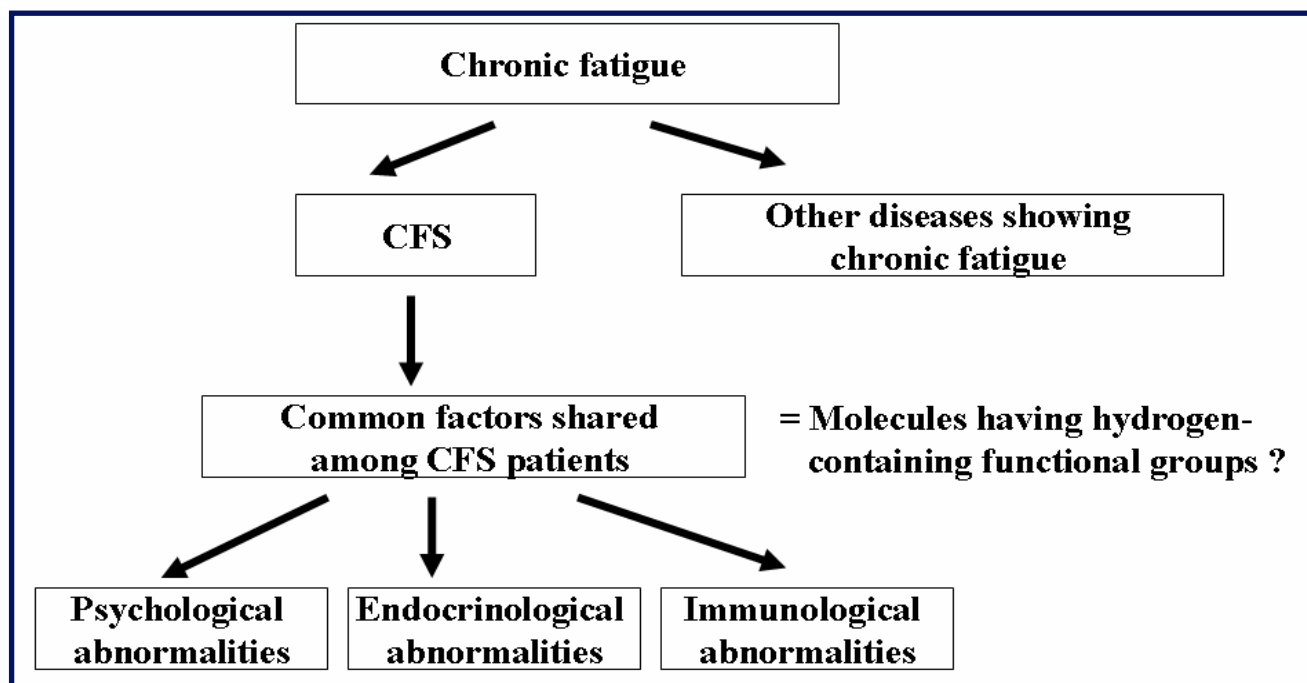 Chronic fatigue
CFS
Other diseases showing
chronic fatigue
Common factors shared
among CFS patients
= Molecules having hydrogen-
containing functional groups ?
Psychological
abnormalities
Endocrinological
abnormalities
Immunological
abnormalities